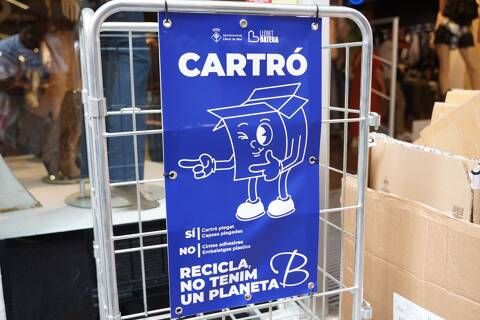 Ajuntament de
Lloret de Mar
LLORET
BATEGA
CARTRÓ
SÍ
Cartró plegat
Capses plegades
NO
Cintes adhesives
Embalatges plàstics
RECICLA,
NO TENIM
UN PLANETA B